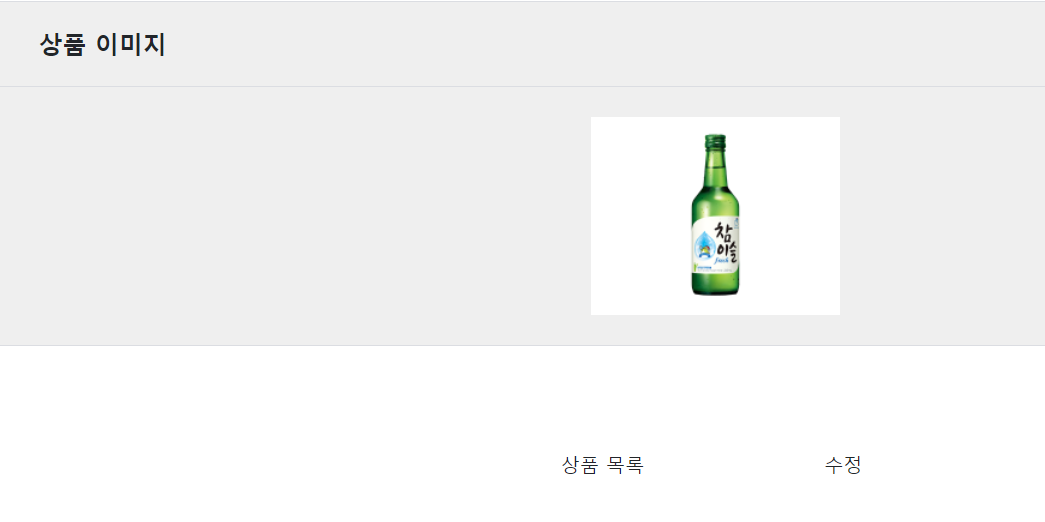 상품 이미지
참
이슬
fresh
상품 목록 수정